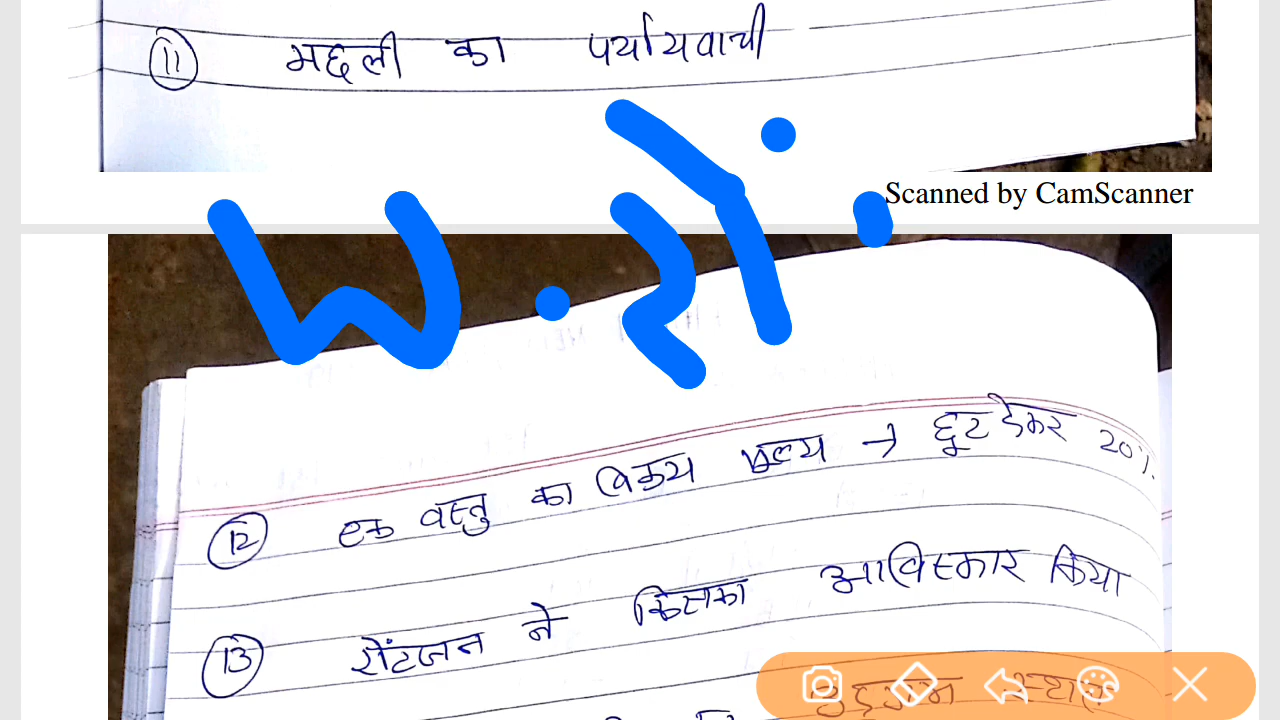 11 मछली का पर्यायवाची
Scanned by CamScanner
W.
12 एक वस्तु का विक्रय मूल्य → छूट देकर 20%.
13 रोंटजन ने किसका आविस्कार किया